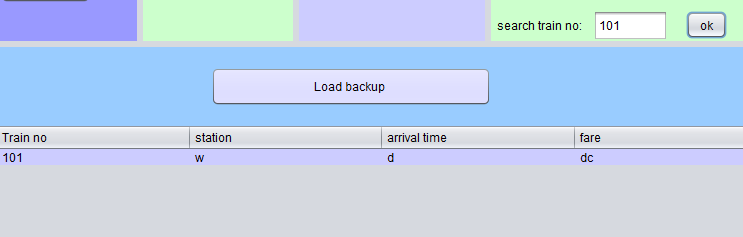 search train no: 101 ok
Load backup
Train no station arrival time fare
101 w d dc